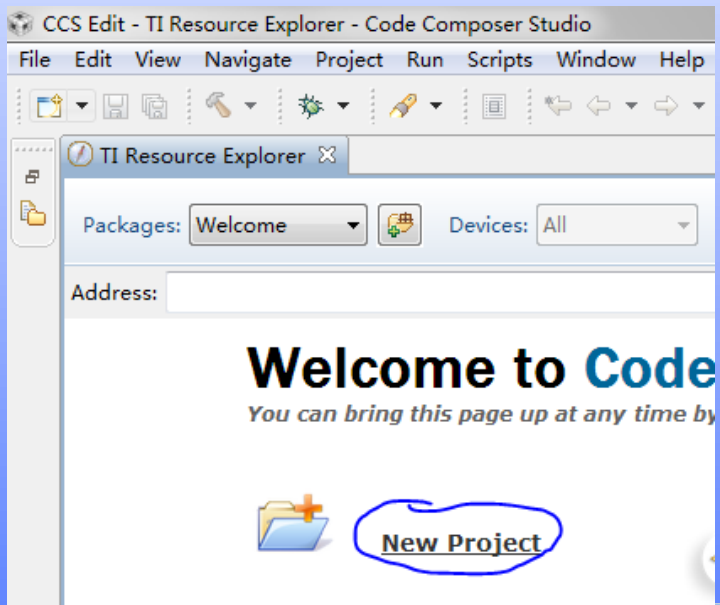 CCS Edit - TI Resource Explorer - Code Composer Studio
File Edit View Navigate Project Run Scripts Window Help
TI Resource Explorer
Packages: Welcome Devices: All
Address:
Welcome to Code
You can bring this page up at any time by
New Project